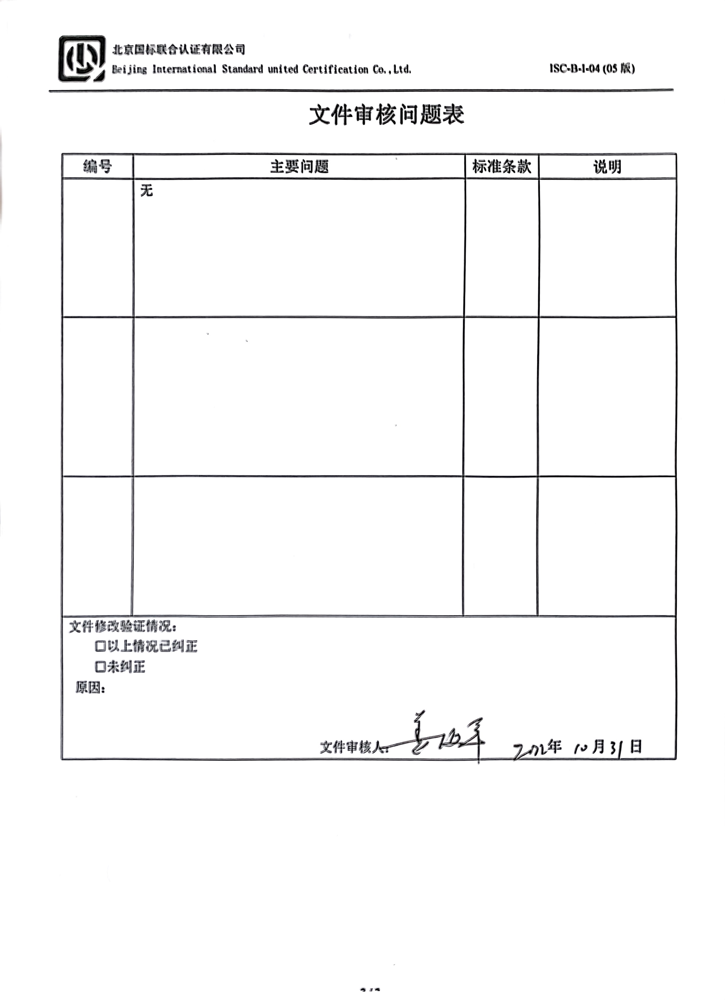 北京国标联合认证有限公司
Beijing International Standard united Certification Co.,Ltd.
ISC-B-I-04 (05 版)
文件审核问题表
编号 主要问题 标准条款 说明
无
文件修改验证情况:
□以上情况已纠正
□未纠正
原因:
文件审核人: 年 10 月 31 日